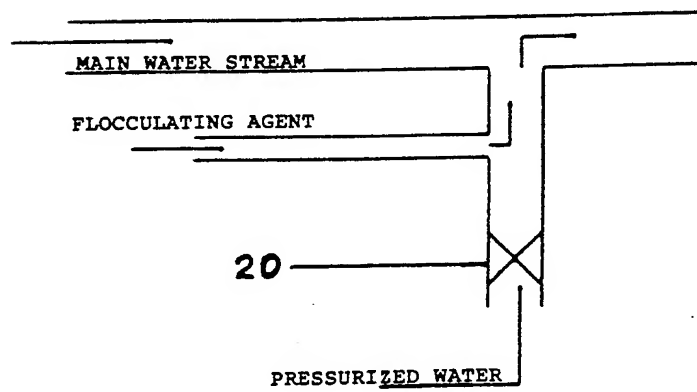 MAIN WATER STREAM
FLOCCULATING AGENT
20
PRESSURIZED WATER